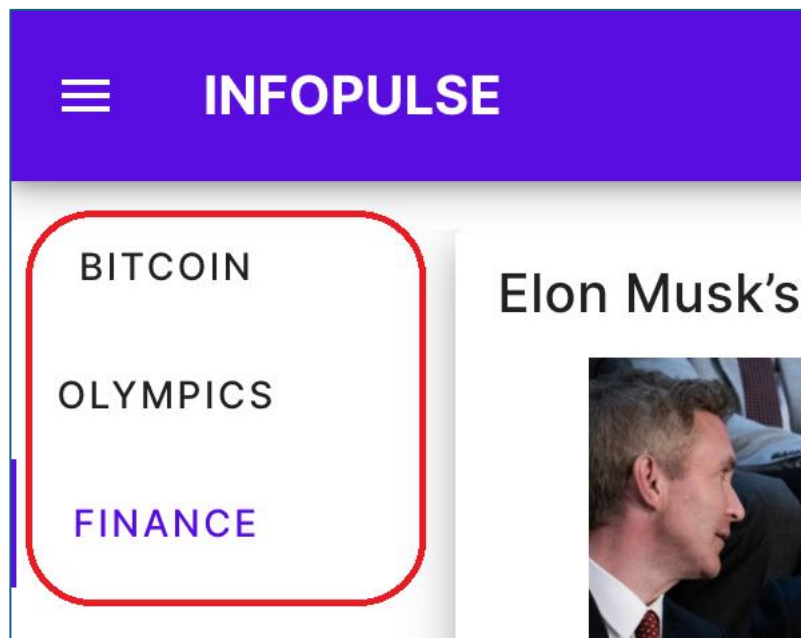 INFOPULSE
BITCOIN
OLYMPICS
FINANCE
Elon Musk’s